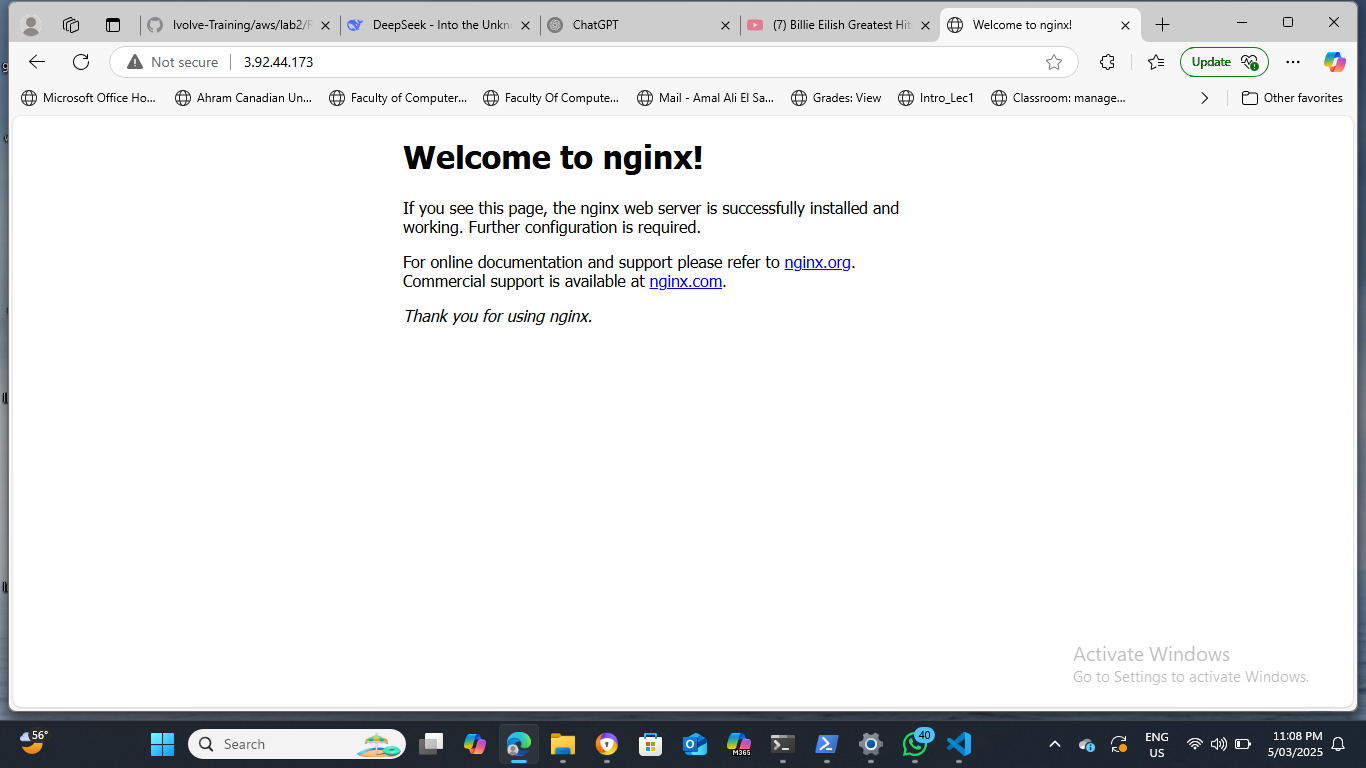 Ivolve-Training/aws/lab2/
DeepSeek - Into the Unkn
ChatGPT
(7) Billie Eilish Greatest Hit
Welcome to nginx!
Not secure
3.92.44.173
Update
Microsoft Office Ho...
Ahram Canadian Un...
Faculty of Computer...
Faculty Of Compute...
Mail - Amal Ali El Sa...
Grades: View
Intro_Lec1
Classroom: manage...
Other favorites
Welcome to nginx!
If you see this page, the nginx web server is successfully installed and
working. Further configuration is required.
For online documentation and support please refer to nginx.org.
Commercial support is available at nginx.com.
Thank you for using nginx.
Activate Windows
Go to Settings to activate Windows.
56°
Search
M365
40
ENG
US
11:08 PM
5/03/2025